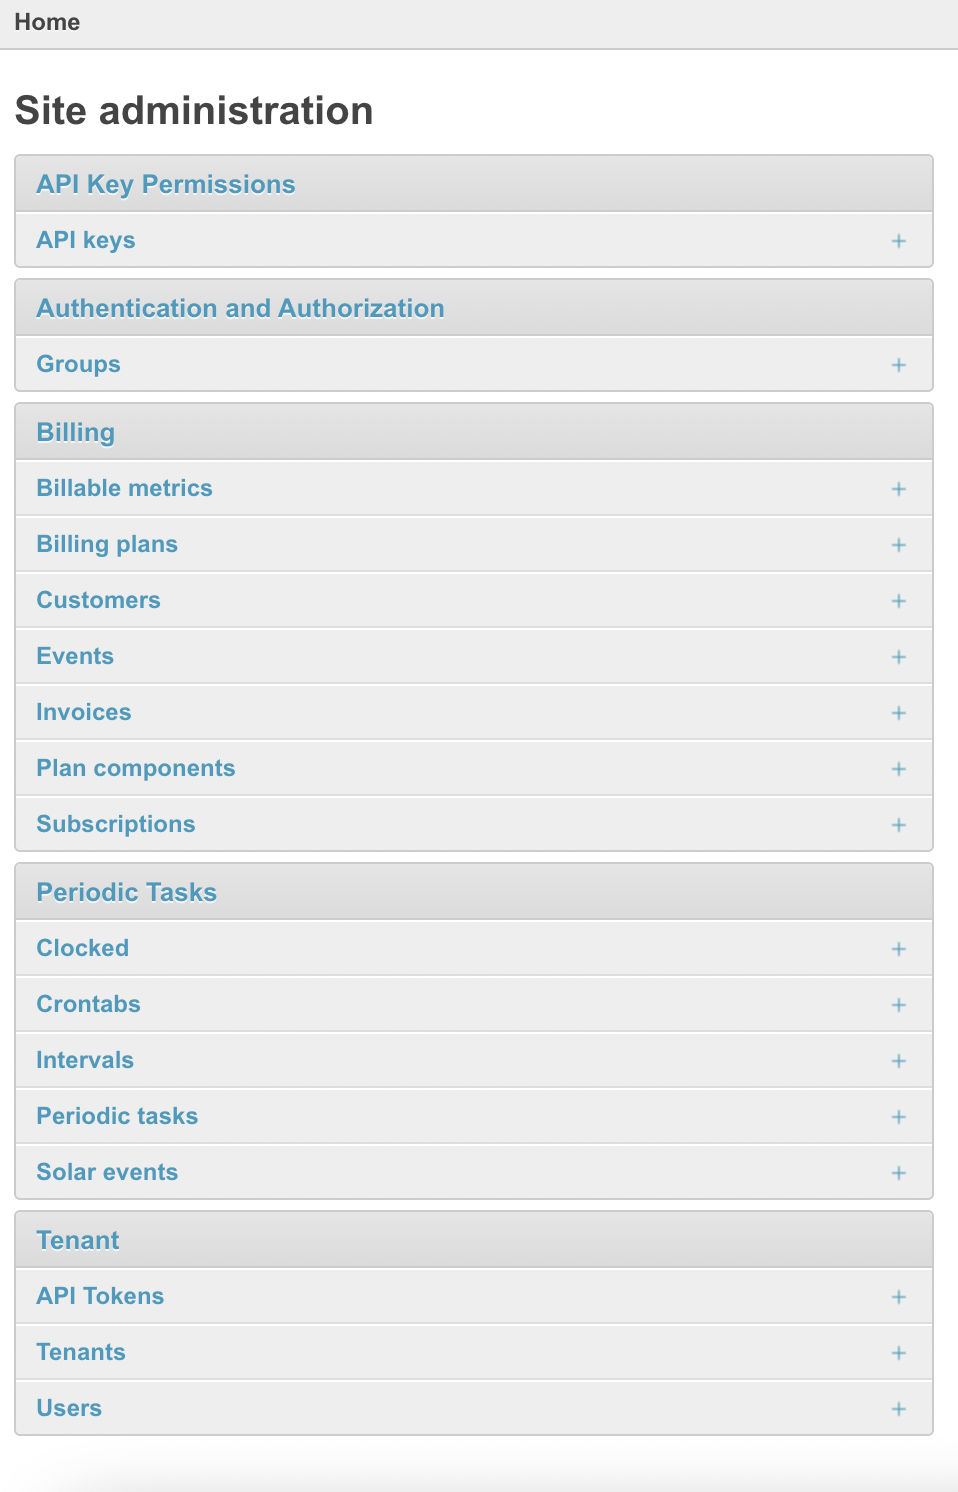 Home
Site administration
API Key Permissions
API keys +
Authentication and Authorization
Groups +
Billing
Billable metrics +
Billing plans +
Customers +
Events +
Invoices +
Plan components +
Subscriptions +
Periodic Tasks
Clocked +
Crontabs +
Intervals +
Periodic tasks +
Solar events +
Tenant
API Tokens +
Tenants +
Users +